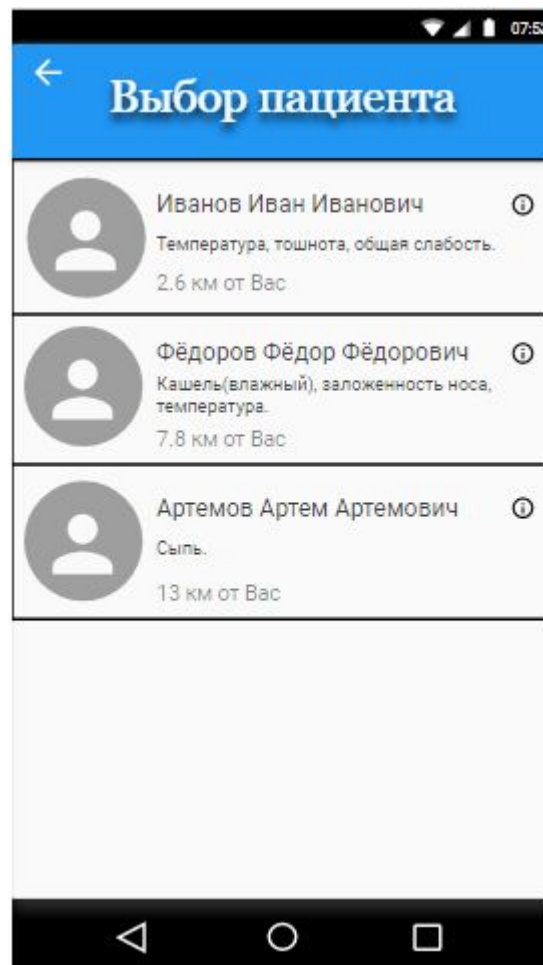 07:52
Выбор пациента
Иванов Иван Иванович
Температура, тошнота, общая слабость.
2.6 км от Вас
Фёдоров Фёдор Фёдорович
Кашель(влажный), заложенность носа,
температура.
7.8 км от Вас
Артемов Артем Артемович
Сыпь.
13 км от Вас